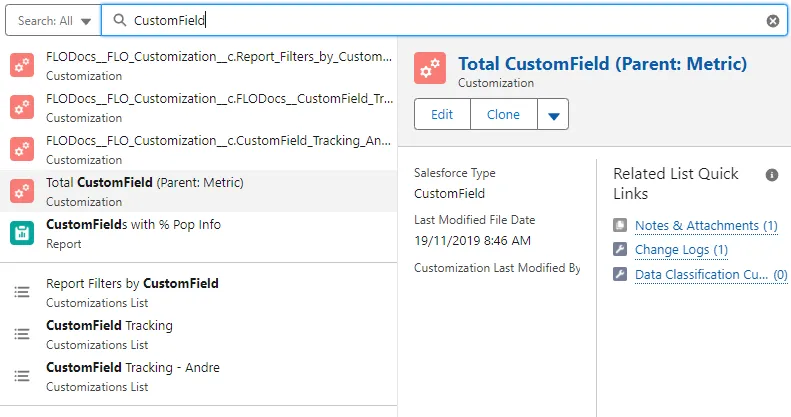 Search: All
CustomField
FLODocs__FLO_Customization__c.Report_Filters_by_Custom...
Customization
FLODocs__FLO_Customization__c.FLODocs__CustomField_Tr...
Customization
FLODocs__FLO_Customization__c.CustomField_Tracking_An...
Customization
Total CustomField (Parent: Metric)
Customization
CustomFields with % Pop Info
Report
Report Filters by CustomField
Customizations List
CustomField Tracking
Customizations List
CustomField Tracking - Andre
Customizations List
Total CustomField (Parent: Metric)
Customization
Edit
Clone
Salesforce Type
CustomField
Last Modified File Date
19/11/2019 8:46 AM
Customization Last Modified By
Related List Quick
Links
Notes & Attachments (1)
Change Logs (1)
Data Classification Cu... (0)